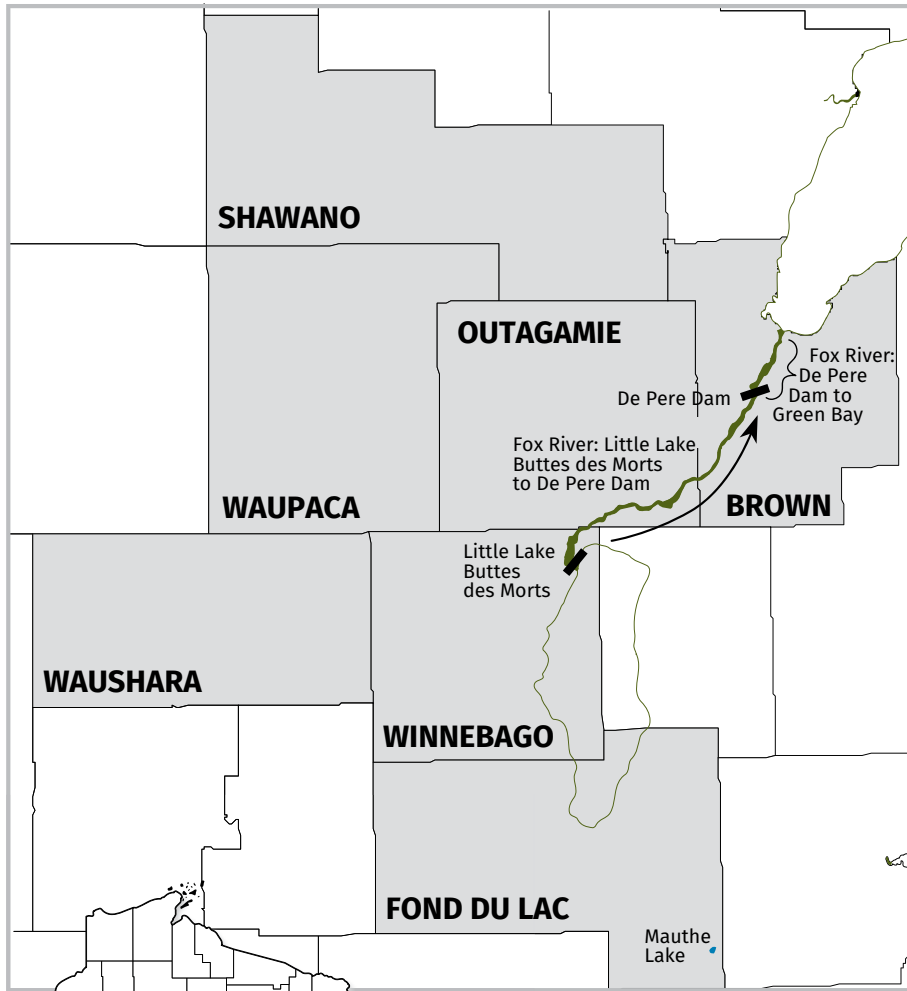 SHAWANO
OUTAGAMIE
Fox River:
De Pere
Dam to
Green Bay
De Pere Dam
Fox River: Little Lake
Buttes des Morts
to De Pere Dam
WAUPACA
BROWN
Little Lake
Buttes
des Morts
WAUSHARA
WINNEBAGO
FOND DU LAC
Mauthe
Lake